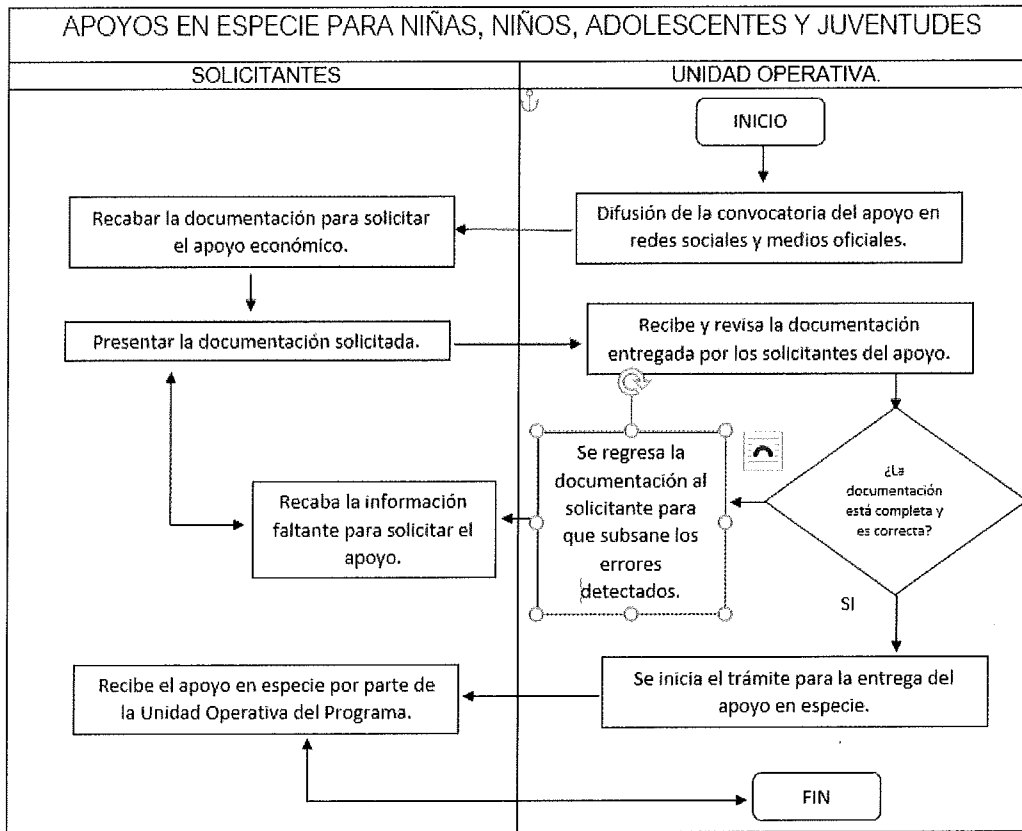 APOYOS EN ESPECIE PARA NIÑAS, NIÑOS, ADOLESCENTES Y JUVENTUDES
SOLICITANTES
UNIDAD OPERATIVA.
INICIO
Difusión de la convocatoria del apoyo en
redes sociales y medios oficiales.
Recabar la documentación para solicitar
el apoyo económico.
Presentar la documentación solicitada.
Recibe y revisa la documentación
entregada por los solicitantes del apoyo.
¿La
documentación
está completa y
es correcta?
Se regresa la
documentación al
solicitante para
que subsane los
errores
detectados.
Recaba la información
faltante para solicitar el
apoyo.
SI
Se inicia el trámite para la entrega del
apoyo en especie.
Recibe el apoyo en especie por parte de
la Unidad Operativa del Programa.
FIN